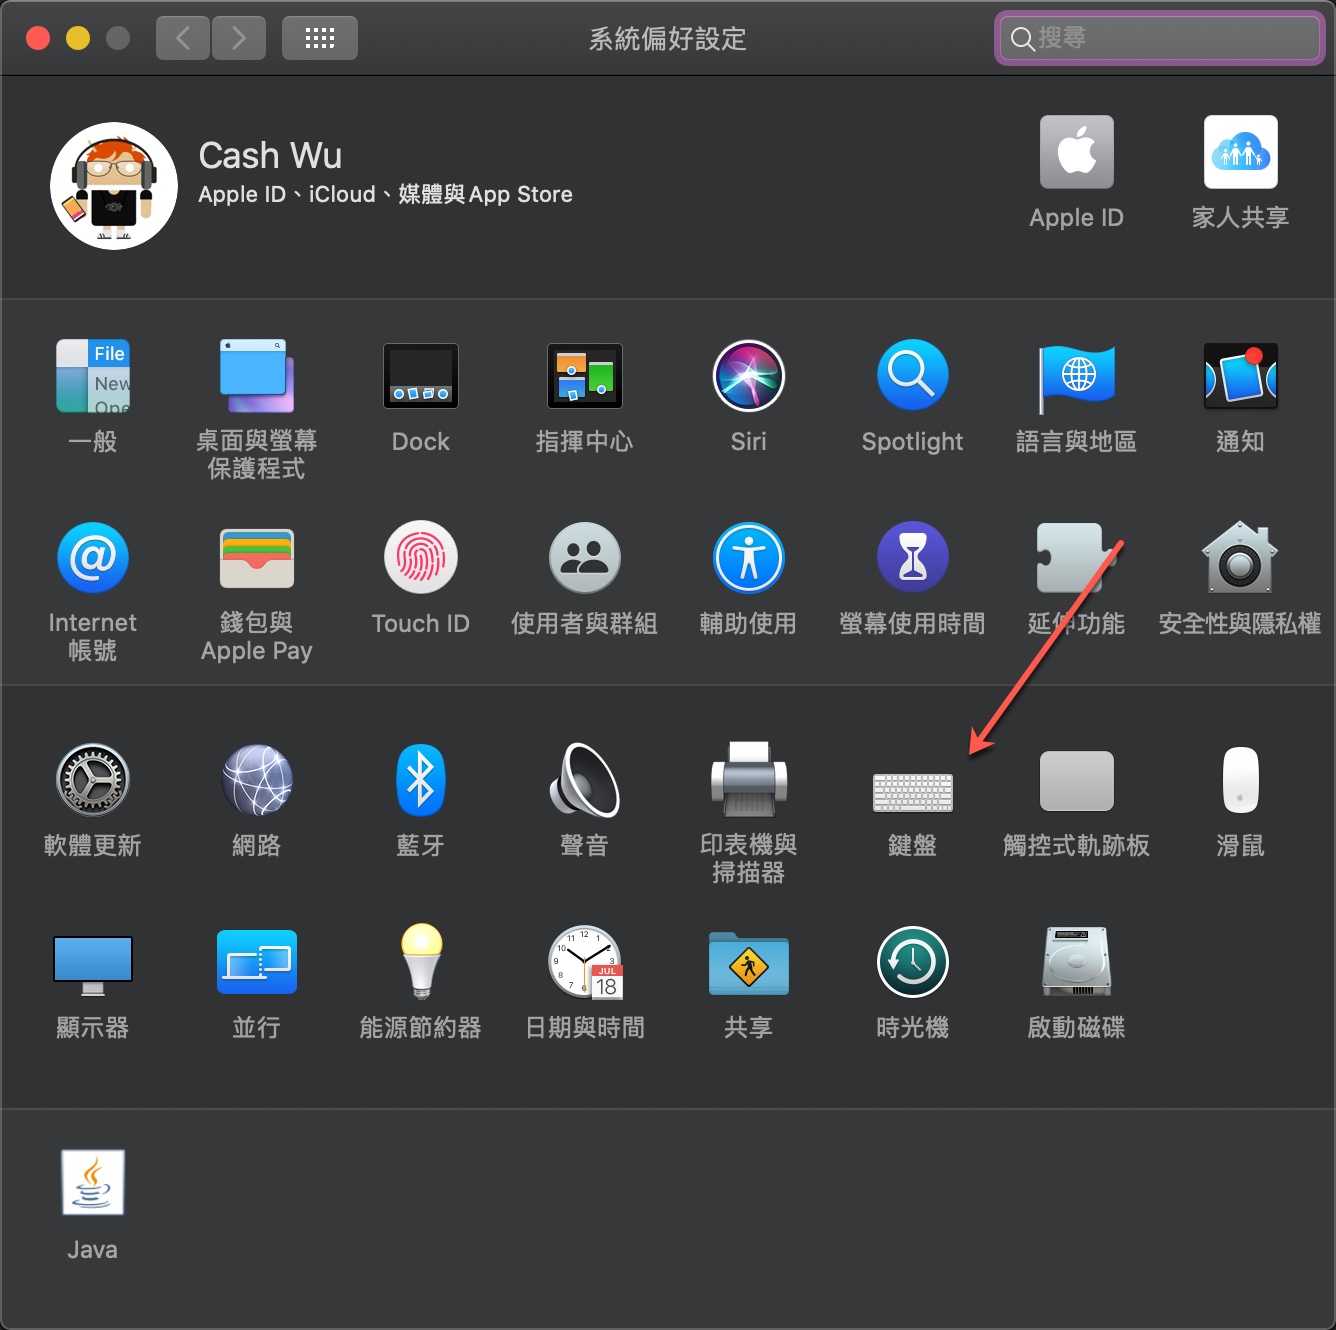 系統偏好設定
搜尋
Cash Wu
Apple ID、iCloud、媒體與App Store
Apple ID
家人共享
File
New
Ope
一般
桌面與螢幕
保護程式
Dock
指揮中心
Siri
Spotlight
語言與地區
通知
@
Internet
帳號
錢包與
Apple Pay
Touch ID
使用者與群組
輔助使用
螢幕使用時間
延伸功能
安全性與隱私權
軟體更新
網路
藍牙
聲音
印表機與
掃描器
鍵盤
觸控式軌跡板
滑鼠
顯示器
並行
能源節約器
JUL
18
日期與時間
共享
時光機
啟動磁碟
Java